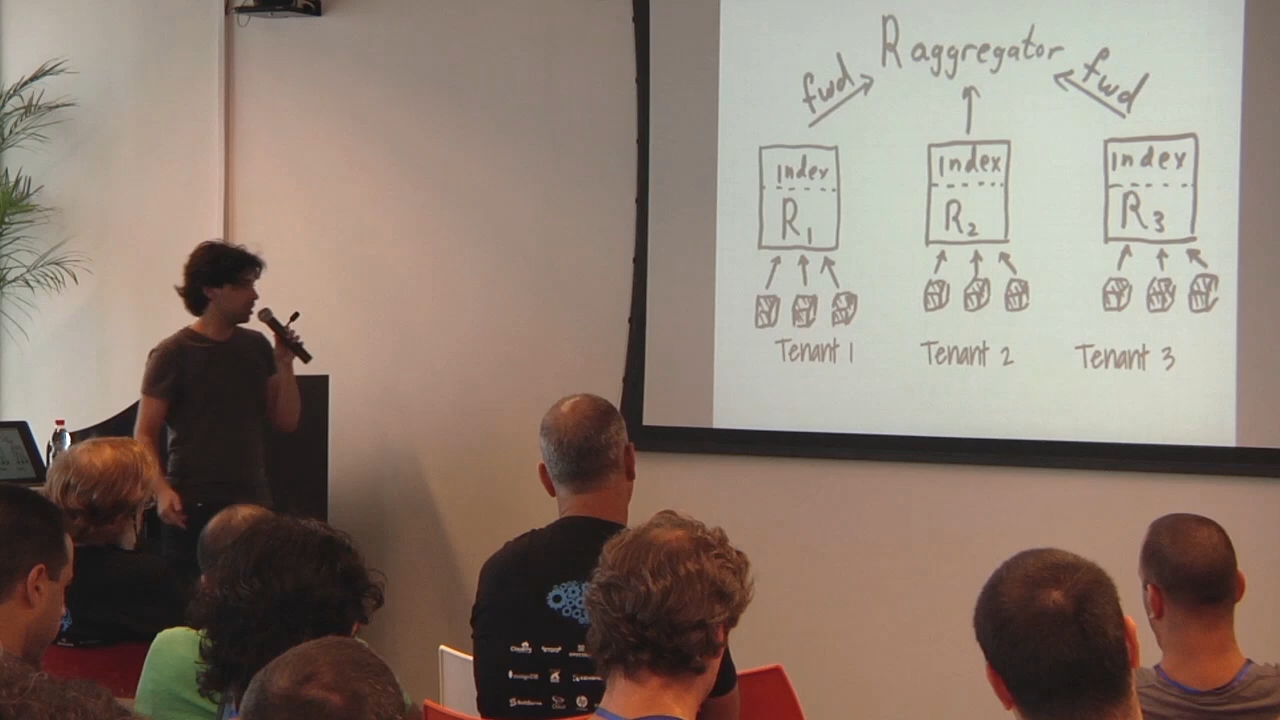 R aggregator
fwd
fwd
index
index
index
R1
R2
R3
Tenant 1
Tenant 2
Tenant 3